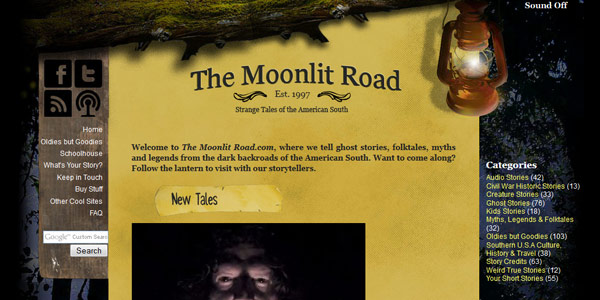 Sound Off
The Moonlit Road
Est. 1997
Strange Tales of the American South
Home
Oldies but Goodies
Schoolhouse
What's Your Story?
Keep in Touch
Buy Stuff
Other Cool Sites
FAQ
Google™ Custom Sear
Search
Welcome to The Moonlit Road.com, where we tell ghost stories, folktales, myths
and legends from the dark backroads of the American South. Want to come along?
Follow the lantern to visit with our storytellers.
New Tales
Categories
Audio Stories (42)
Civil War Historic Stories (13)
Creature Stories (33)
Ghost Stories (76)
Kids Stories (18)
Myths, Legends & Folktales
(32)
Oldies but Goodies (103)
Southern U.S.A Culture,
History & Travel (38)
Story Credits (63)
Weird True Stories (12)
Your Short Stories (55)